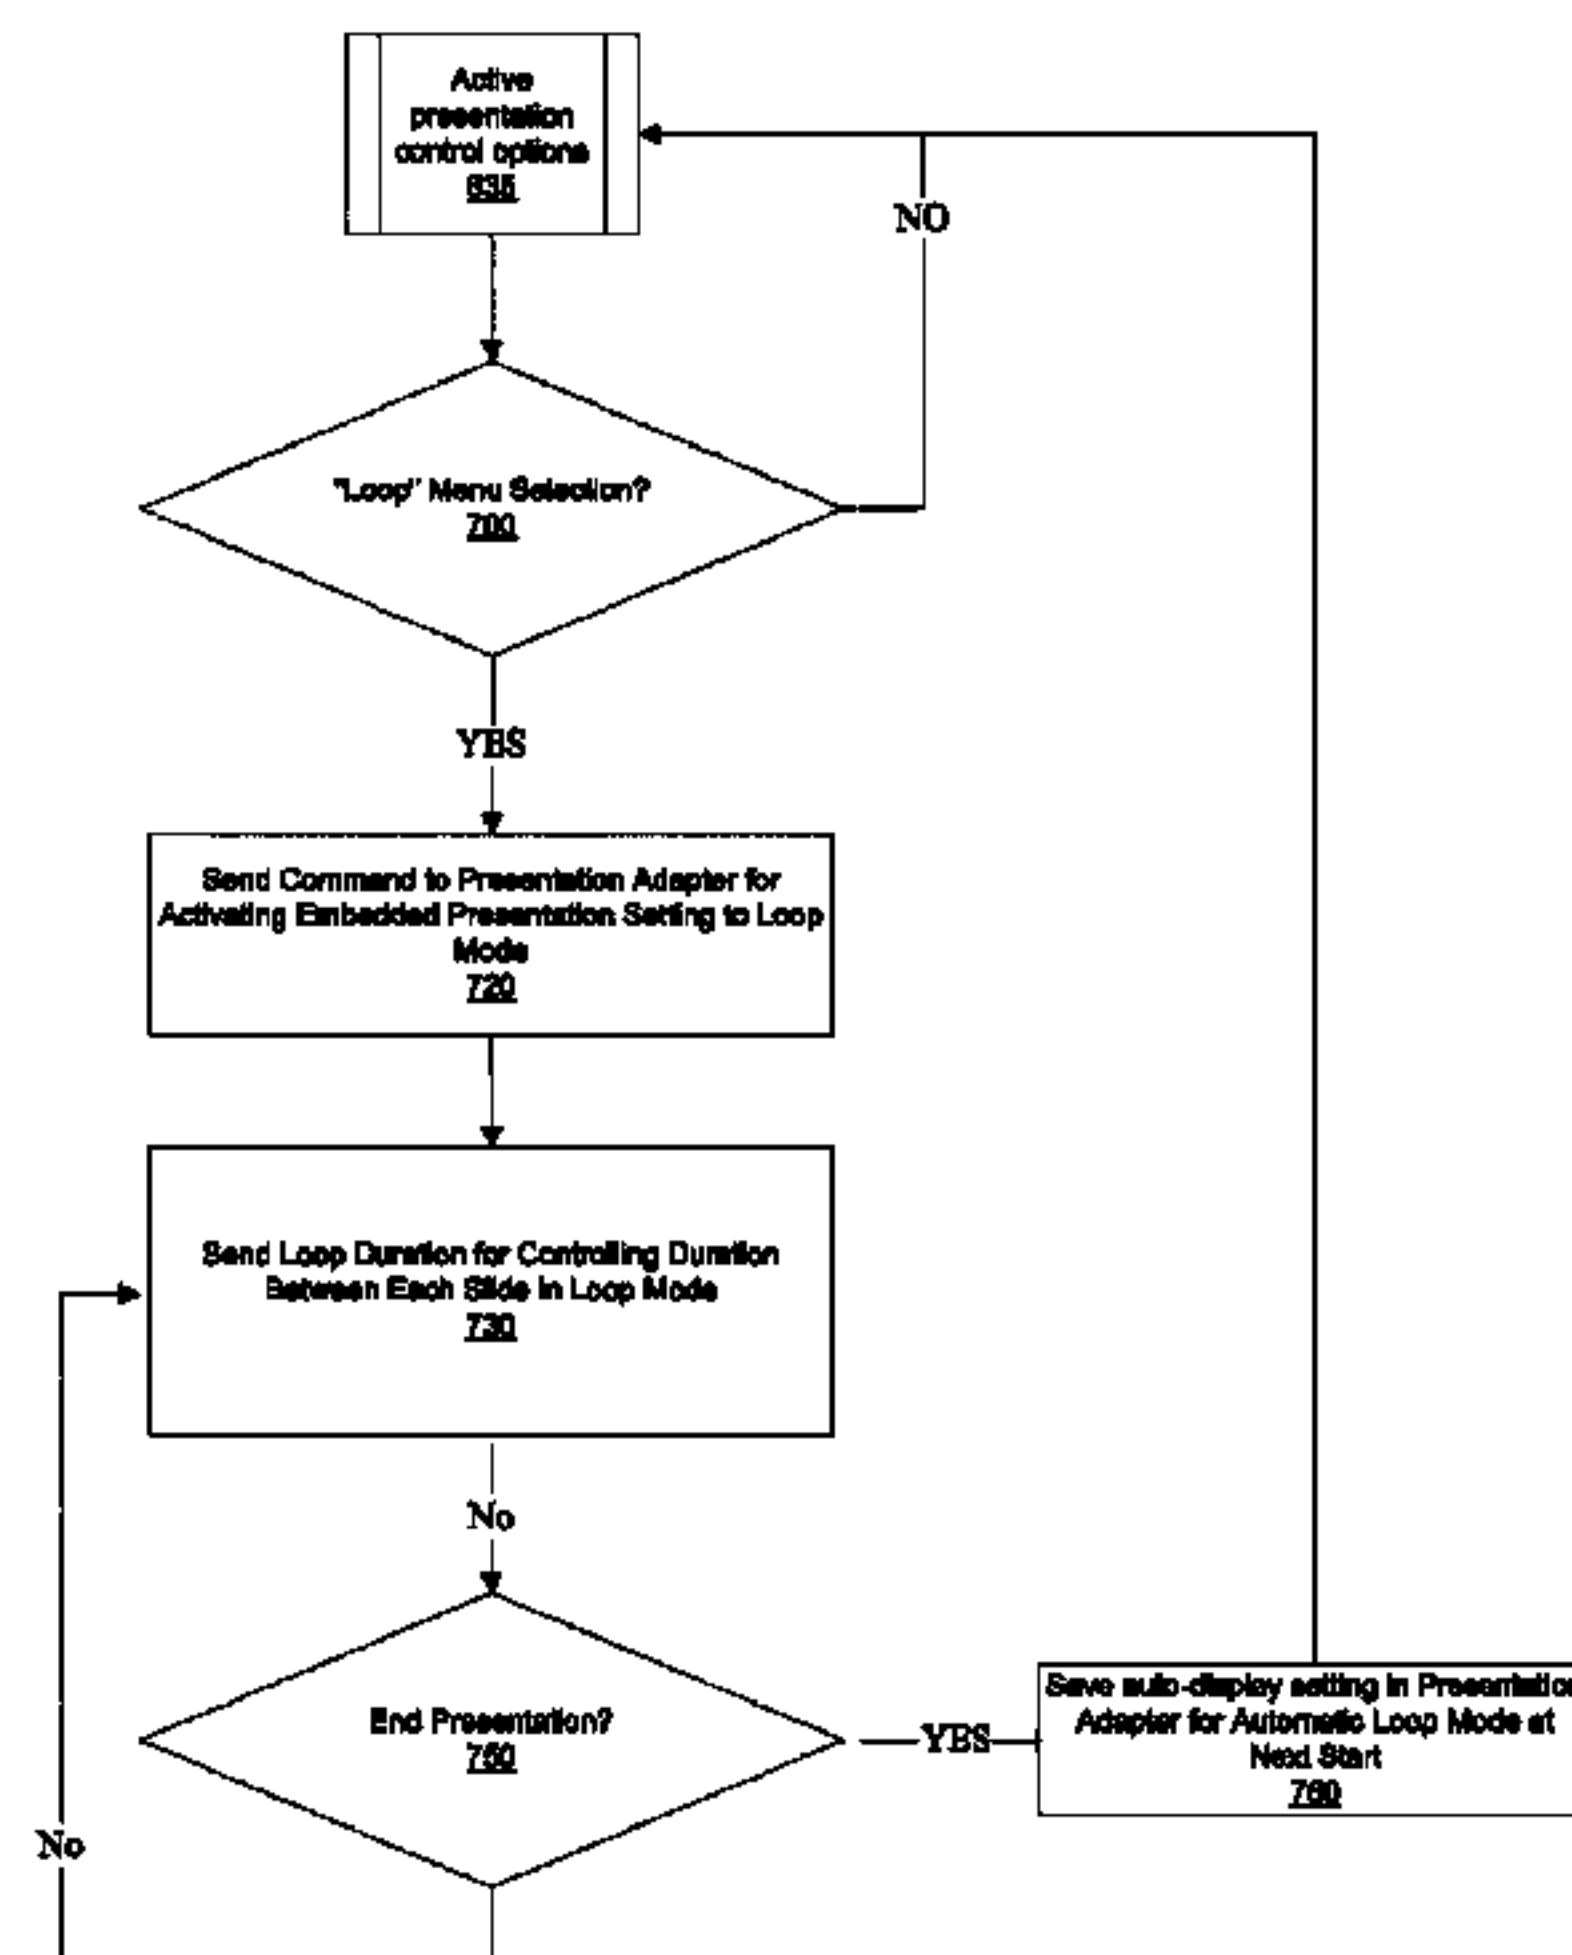 Active
presentation
control options
635
NO
"Loop" Menu Selection?
700
YES
Send Command to Presentation Adapter for
Activating Embedded Presentation Setting to Loop
Mode
720
Send Loop Duration for Controlling Duration
Between Each Slide in Loop Mode
730
No
End Presentation?
750
YES
Save auto-display setting in Presentation
Adapter for Automatic Loop Mode at
Next Start
760
No